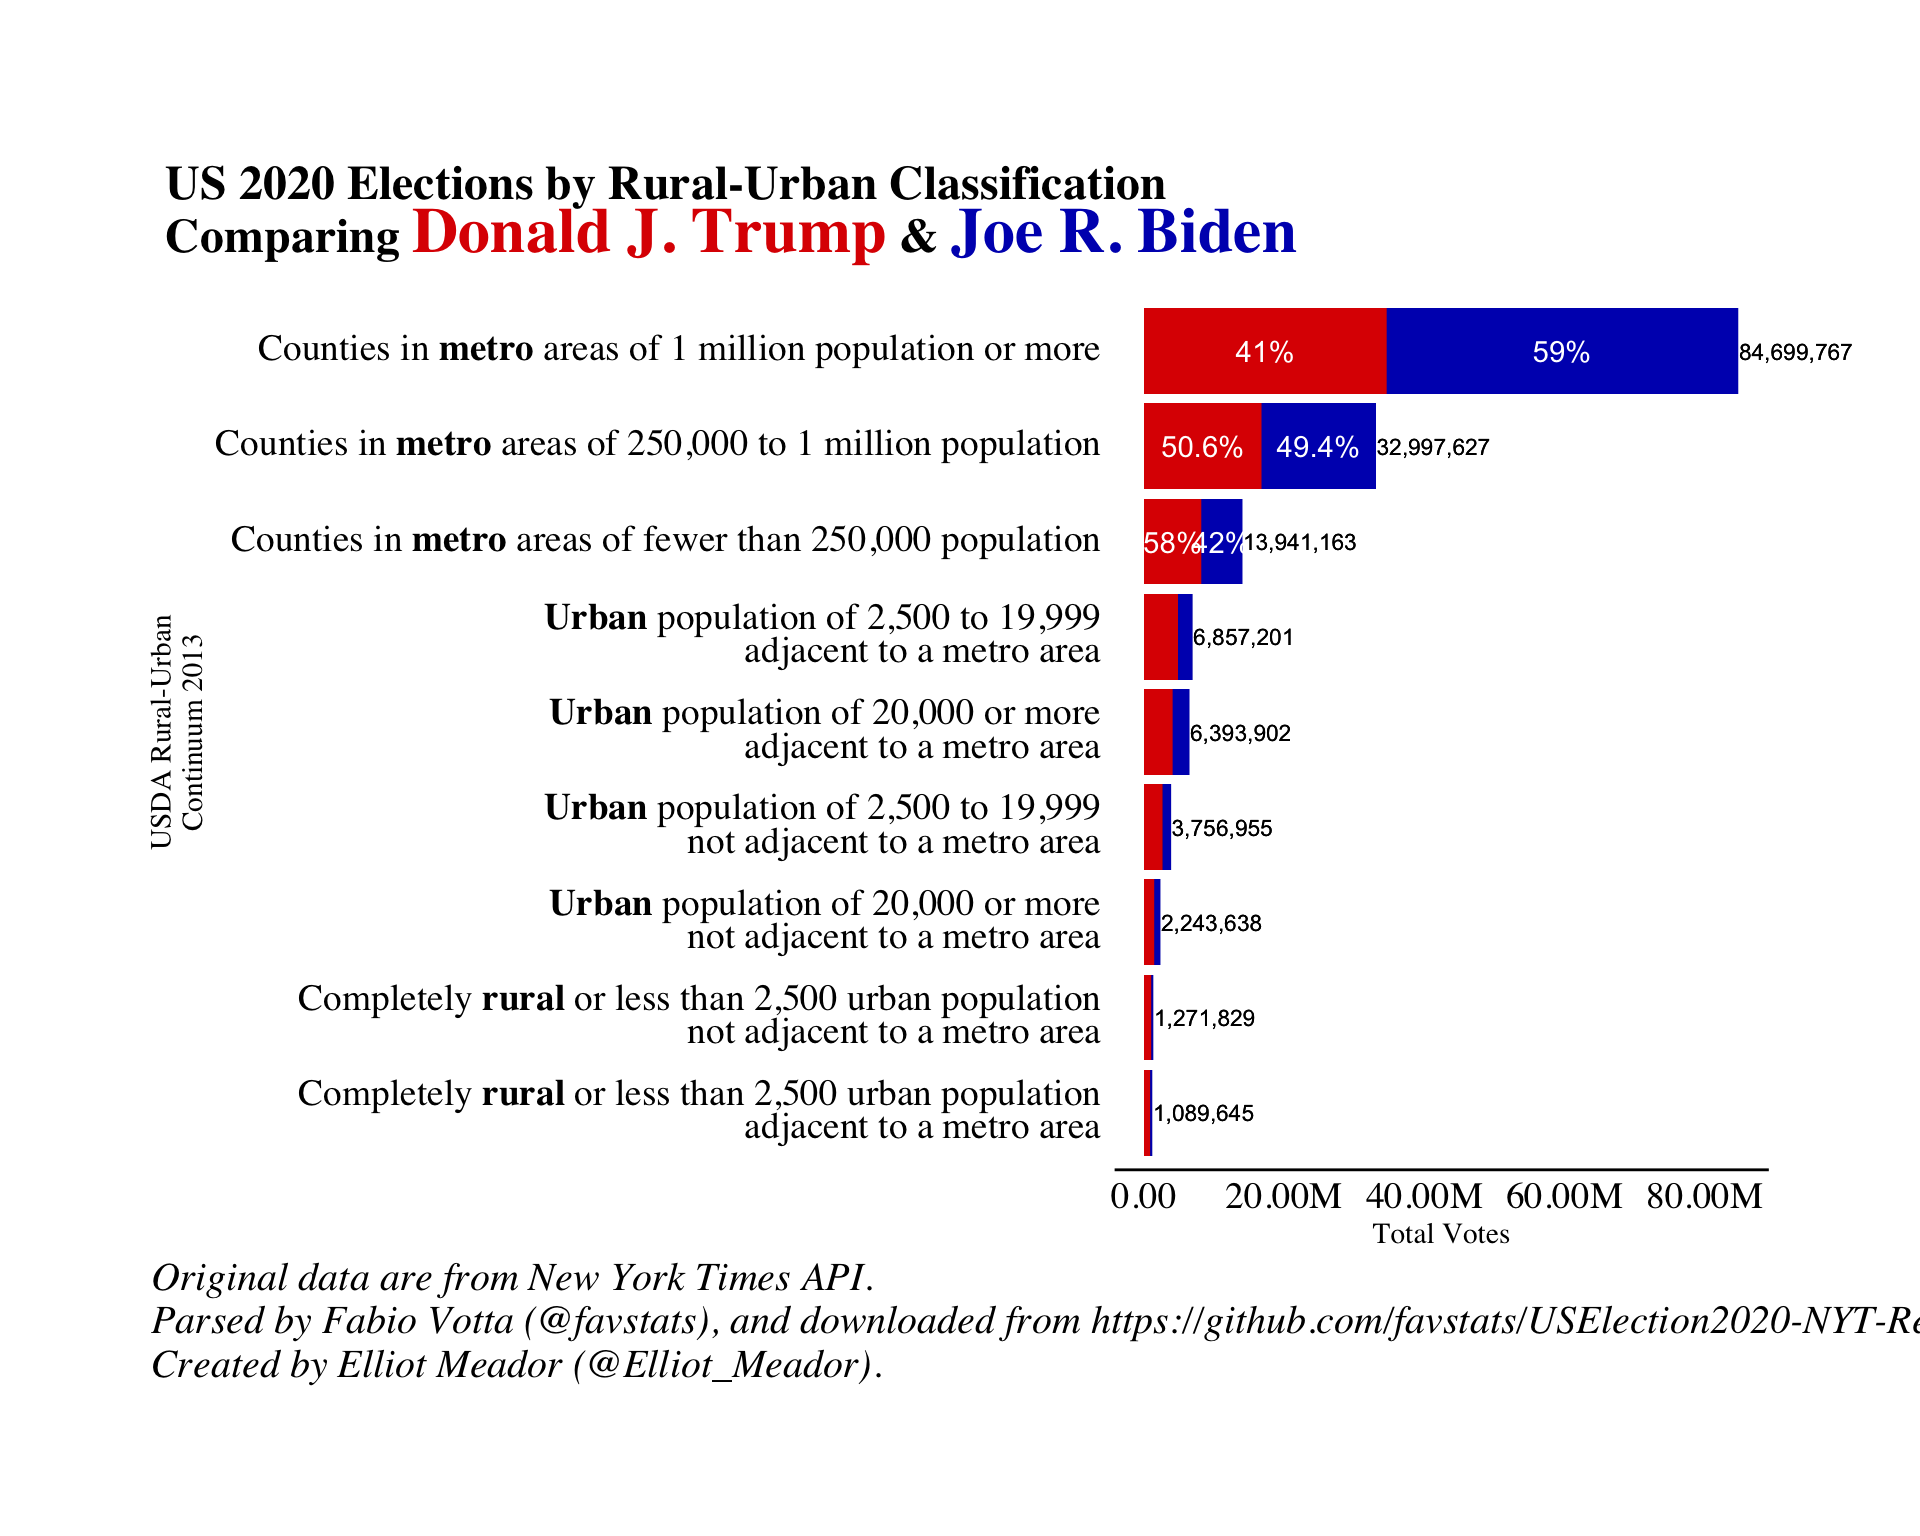 US 2020 Elections by Rural-Urban Classification
Comparing Donald J. Trump & Joe R. Biden
Counties in metro areas of 1 million population or more
41%
59%
84,699,767
Counties in metro areas of 250,000 to 1 million population
50.6%
49.4%
32,997,627
Counties in metro areas of fewer than 250,000 population
58%
42%
13,941,163
Urban population of 2,500 to 19,999
adjacent to a metro area
6,857,201
Urban population of 20,000 or more
adjacent to a metro area
6,393,902
Urban population of 2,500 to 19,999
not adjacent to a metro area
3,756,955
Urban population of 20,000 or more
not adjacent to a metro area
2,243,638
Completely rural or less than 2,500 urban population
not adjacent to a metro area
1,271,829
Completely rural or less than 2,500 urban population
adjacent to a metro area
1,089,645
USDA Rural-Urban
Continuum 2013
0.00 20.00M 40.00M 60.00M 80.00M
Total Votes
Original data are from New York Times API.
Parsed by Fabio Votta (@favstats), and downloaded from https://github.com/favstats/USElection2020-NYT-Re
Created by Elliot Meador (@Elliot_Meador).